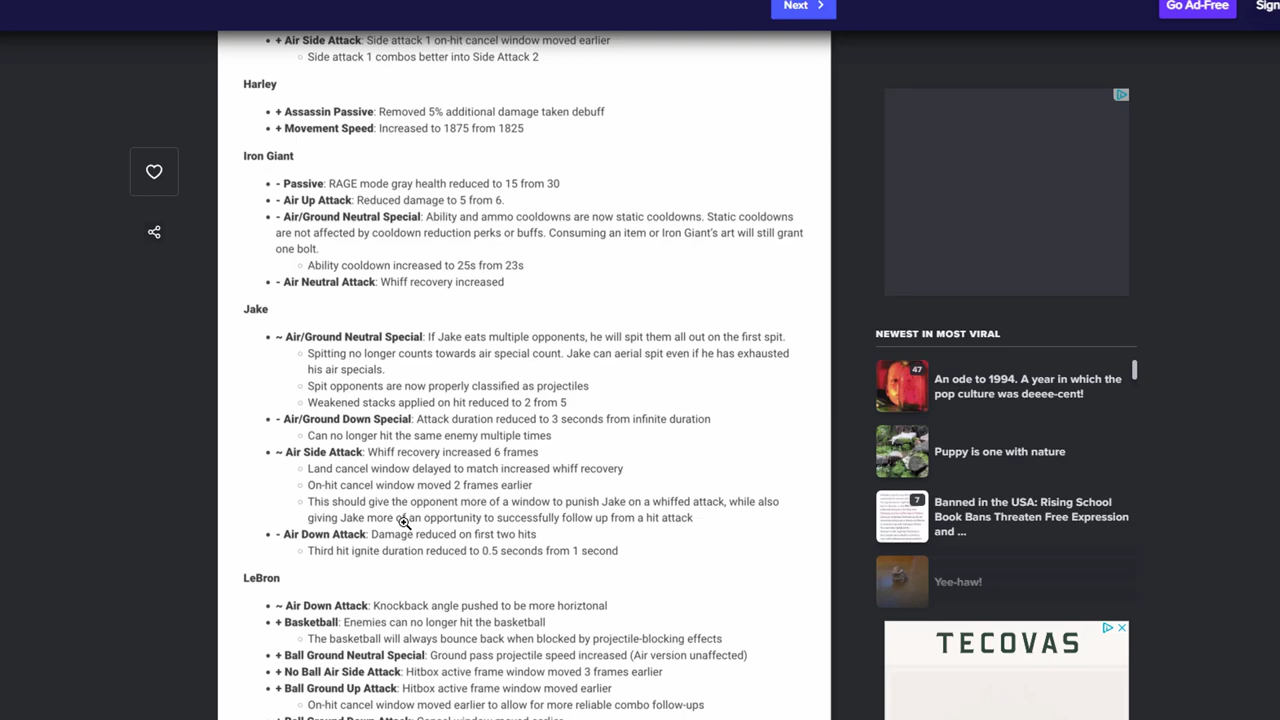 Next
Go Ad-Free
Sign
+ Air Side Attack: Side attack 1 on-hit cancel window moved earlier
Side attack 1 combos better into Side Attack 2
Harley
+ Assassin Passive: Removed 5% additional damage taken debuff
+ Movement Speed: Increased to 1875 from 1825
Iron Giant
- Passive: RAGE mode gray health reduced to 15 from 30
- Air Up Attack: Reduced damage to 5 from 6.
- Air/Ground Neutral Special: Ability and ammo cooldowns are now static cooldowns. Static cooldowns
are not affected by cooldown reduction perks or buffs. Consuming an item or Iron Giant's art will still grant
one bolt.
Ability cooldown increased to 25s from 23s
- Air Neutral Attack: Whiff recovery increased
Jake
~ Air/Ground Neutral Special: If Jake eats multiple opponents, he will spit them all out on the first spit.
Spitting no longer counts towards air special count. Jake can aerial spit even if he has exhausted
his air specials.
Spit opponents are now properly classified as projectiles
Weakened stacks applied on hit reduced to 2 from 5
- Air/Ground Down Special: Attack duration reduced to 3 seconds from infinite duration
Can no longer hit the same enemy multiple times
~ Air Side Attack: Whiff recovery increased 6 frames
Land cancel window delayed to match increased whiff recovery
On-hit cancel window moved 2 frames earlier
This should give the opponent more of a window to punish Jake on a whiffed attack, while also
giving Jake more of an opportunity to successfully follow up from a hit attack
- Air Down Attack: Damage reduced on first two hits
Third hit ignite duration reduced to 0.5 seconds from 1 second
LeBron
~ Air Down Attack: Knockback angle pushed to be more horiztonal
+ Basketball: Enemies can no longer hit the basketball
The basketball will always bounce back when blocked by projectile-blocking effects
+ Ball Ground Neutral Special: Ground pass projectile speed increased (Air version unaffected)
+ No Ball Air Side Attack: Hitbox active frame window moved 3 frames earlier
+ Ball Ground Up Attack: Hitbox active frame window moved earlier
On-hit cancel window moved earlier to allow for more reliable combo follow-ups
+ Ball Ground Down Attack: Cancel window moved earlier
NEWEST IN MOST VIRAL
47
An ode to 1994. A year in which the
pop culture was deeee-cent!
Puppy is one with nature
7
Banned in the USA: Rising School
Book Bans Threaten Free Expression
and ...
Yee-haw!
TECOVAS